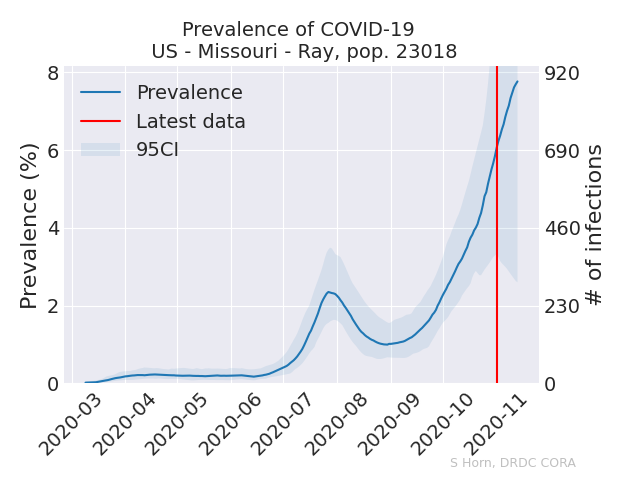 Prevalence of COVID-19
US - Missouri - Ray, pop. 23018
Prevalence
Latest data
95CI
Prevalence (%)
8
6
4
2
0
920
690
460
230
0
# of infections
2020-03
2020-04
2020-05
2020-06
2020-07
2020-08
2020-09
2020-10
2020-11
S Horn, DRDC CORA